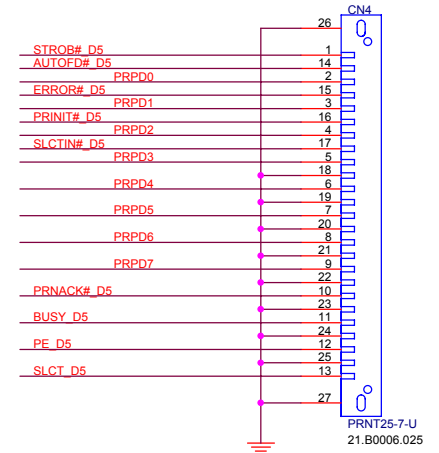 CN4
26
STROB#_D5 1
AUTOFD#_D5 14
PRPD0 2
ERROR#_D5 15
PRPD1 3
PRINIT#_D5 16
PRPD2 4
SLCTIN#_D5 17
PRPD3 5
18
PRPD4 6
19
PRPD5 7
20
PRPD6 8
21
PRPD7 9
22
PRNACK#_D5 10
23
BUSY_D5 11
24
PE_D5 12
25
SLCT_D5 13
27
PRNT25-7-U
21.B0006.025